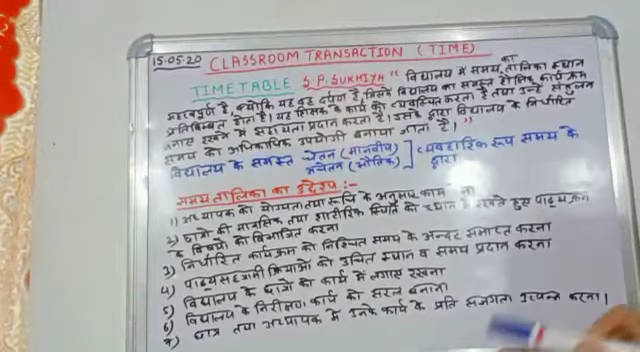 15.05.20 CLASSROOM TRANSACTION (TIME)
TIME TABLE S.P. SUKHIYA " विद्यालय में समय तालिका का स्थान
महत्वपूर्ण है, क्योंकि यह वह दर्पण है, जिसमें विद्यालय का समस्त शैक्षिक कार्यक्रम
प्रतिबिम्बित होता है। यह शिक्षक के कार्य को व्यवस्थित करता है तथा उन्हें संतुलन
बनाए रखने में सहायता प्रदान करता है। इसके द्वारा विद्यालय के निर्धारित
समय को अधिकाधिक उपयोगी बनाया जाता है। "
विद्यालय के समस्त चेतन (मानवीय) व्यवहारिक रूप समय के
अचेतन (भौतिक) द्वारा
समय तालिका का उद्देश्य :-
1) अध्यापक की योग्यता तथा रूचि के अनुसार काम ना
2) छात्रों की मानसिक तथा शारीरिक स्थिति को ध्यान में रखते हुए पाठ्यक्रम
के विषयों को विभाजित करना
3) निर्धारित कार्यक्रम को निश्चित समय के अन्दर समाप्त करना
4) पाठ्यसहगामी क्रियाओं को उचित स्थान व समय प्रदान करना
5) विद्यालय के छात्रों को कार्य में लगाए रखना
6) विद्यालय के निरीक्षण कार्य को सरल बनाना
7) छात्र तथा अध्यापक में उनके कार्य के प्रति सजगता उत्पन्न करना।